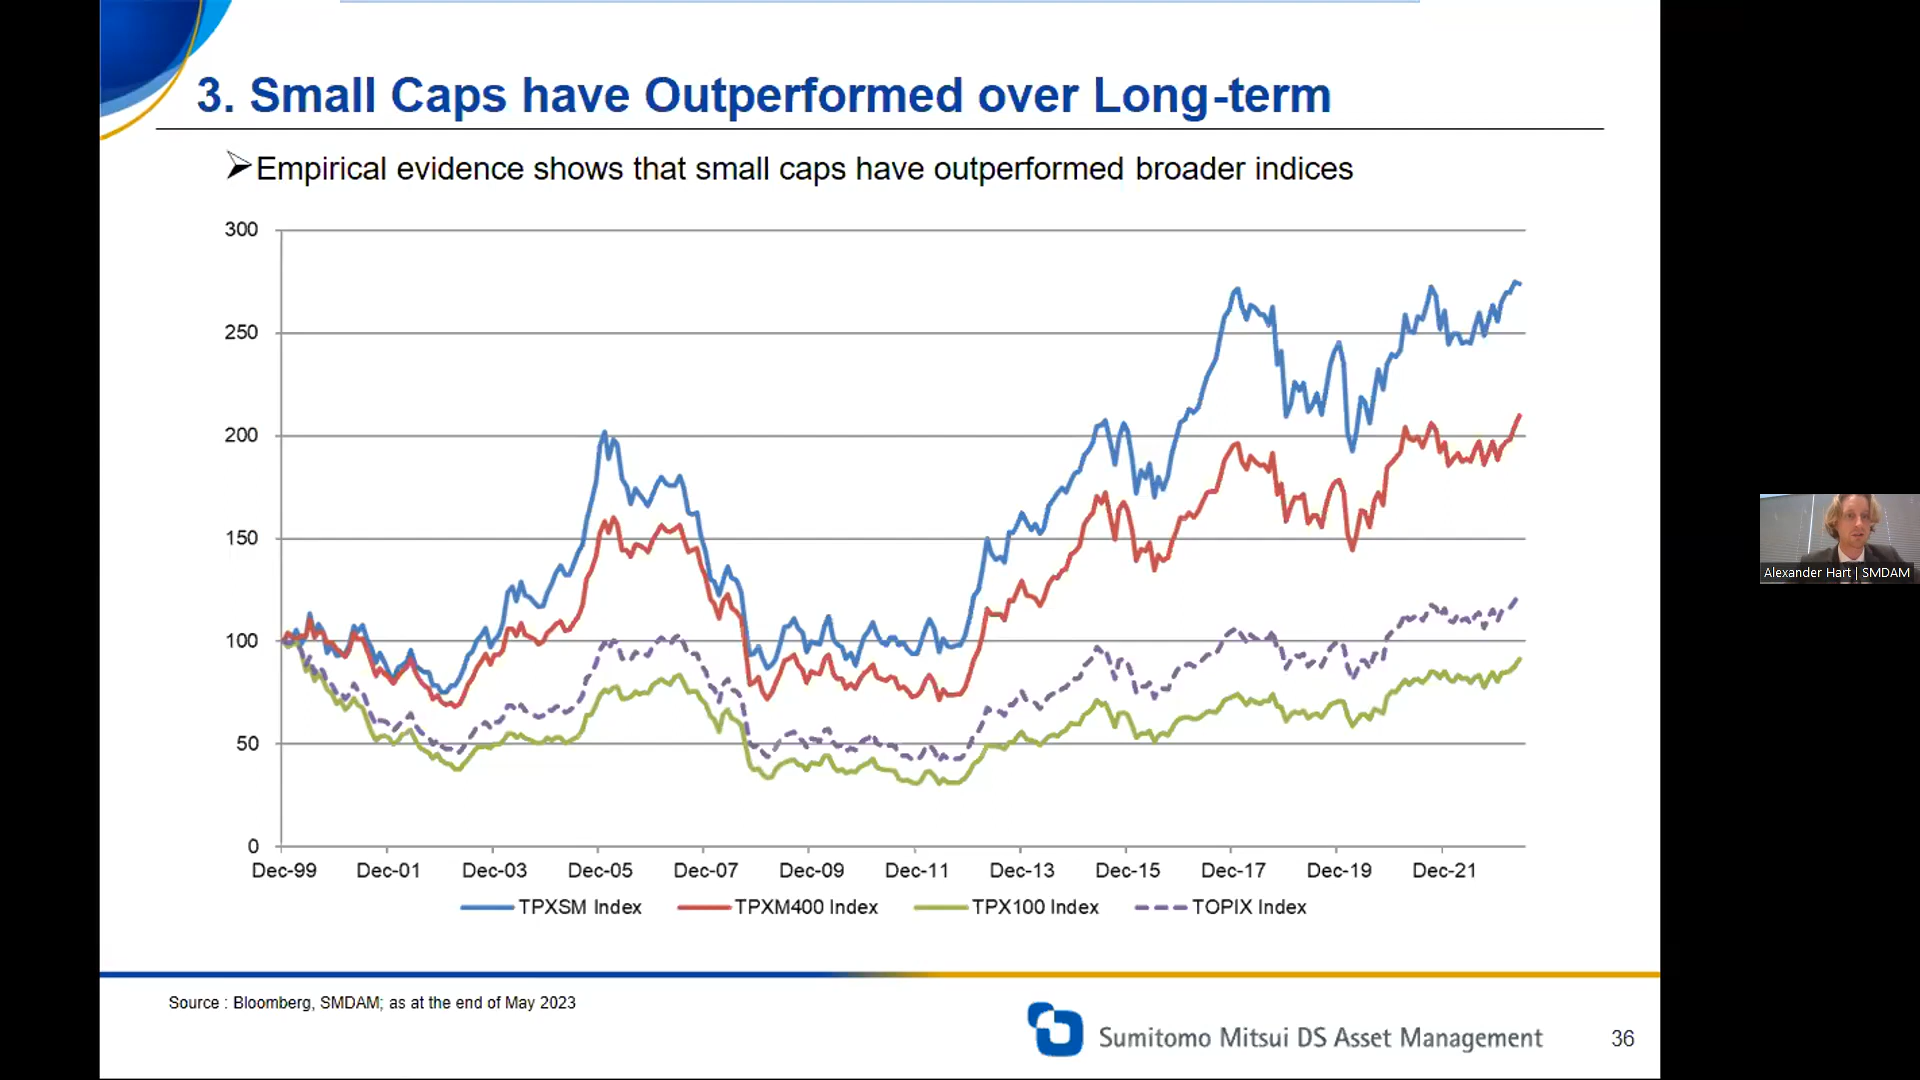 3. Small Caps have Outperformed over Long-term
Empirical evidence shows that small caps have outperformed broader indices
300
250
200
150
100
50
0
Dec-99 Dec-01 Dec-03 Dec-05 Dec-07 Dec-09 Dec-11 Dec-13 Dec-15 Dec-17 Dec-19 Dec-21
TPXSM Index TPXM400 Index TPX100 Index TOPIX Index
Alexander Hart | SMDAM
Source : Bloomberg, SMDAM; as at the end of May 2023
Sumitomo Mitsui DS Asset Management
36